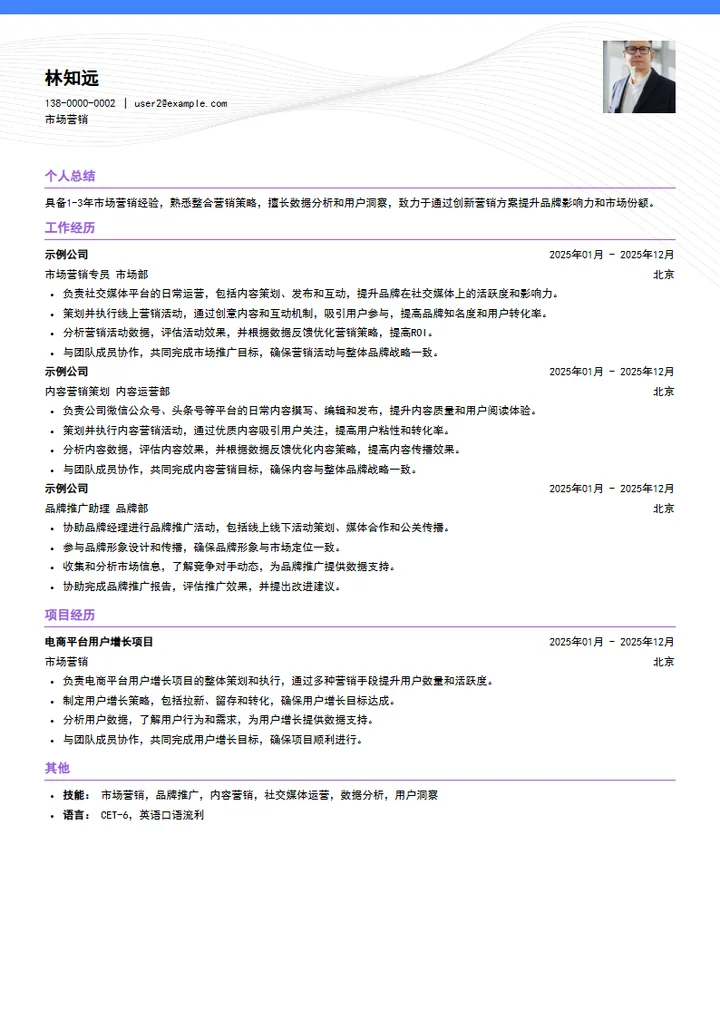 林知远
138-0000-0002 | user2@example.com
市场营销
个人总结
具备1-3年市场营销经验，熟悉整合营销策略，擅长数据分析和用户洞察，致力于通过创新营销方案提升品牌影响力和市场份额。
工作经历
示例公司 2025年01月 - 2025年12月
市场营销专员 市场部 北京
• 负责社交媒体平台的日常运营，包括内容策划、发布和互动，提升品牌在社交媒体上的活跃度和影响力。
• 策划并执行线上营销活动，通过创意内容和互动机制，吸引用户参与，提高品牌知名度和用户转化率。
• 分析营销活动数据，评估活动效果，并根据数据反馈优化营销策略，提高ROI。
• 与团队成员协作，共同完成市场推广目标，确保营销活动与整体品牌战略一致。
示例公司 2025年01月 - 2025年12月
内容营销策划 内容运营部 北京
• 负责公司微信公众号、头条号等平台的日常内容撰写、编辑和发布，提升内容质量和用户阅读体验。
• 策划并执行内容营销活动，通过优质内容吸引用户关注，提高用户粘性和转化率。
• 分析内容数据，评估内容效果，并根据数据反馈优化内容策略，提高内容传播效果。
• 与团队成员协作，共同完成内容营销目标，确保内容与整体品牌战略一致。
示例公司 2025年01月 - 2025年12月
品牌推广助理 品牌部 北京
• 协助品牌经理进行品牌推广活动，包括线上线下活动策划、媒体合作和公关传播。
• 参与品牌形象设计和传播，确保品牌形象与市场定位一致。
• 收集和分析市场信息，了解竞争对手动态，为品牌推广提供数据支持。
• 协助完成品牌推广报告，评估推广效果，并提出改进建议。
项目经历
电商平台用户增长项目 2025年01月 - 2025年12月
市场营销 北京
• 负责电商平台用户增长项目的整体策划和执行，通过多种营销手段提升用户数量和活跃度。
• 制定用户增长策略，包括拉新、留存和转化，确保用户增长目标达成。
• 分析用户数据，了解用户行为和需求，为用户增长提供数据支持。
• 与团队成员协作，共同完成用户增长目标，确保项目顺利进行。
其他
• 技能： 市场营销，品牌推广，内容营销，社交媒体运营，数据分析，用户洞察
• 语言： CET-6，英语口语流利